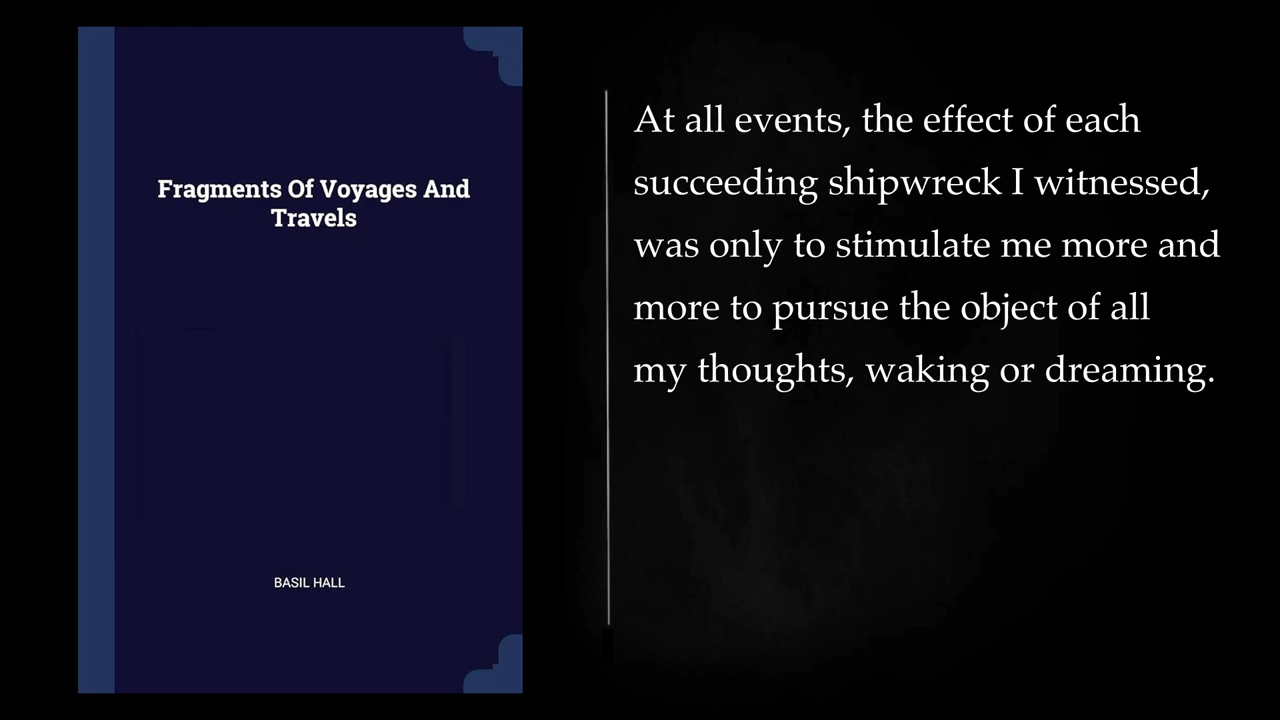 Fragments Of Voyages And
Travels
BASIL HALL
At all events, the effect of each
succeeding shipwreck I witnessed,
was only to stimulate me more and
more to pursue the object of all
my thoughts, waking or dreaming.